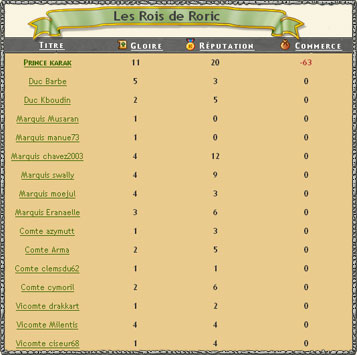 Les Rois de Roric
Titre Gloire Réputation Commerce
Prince karak 11 20 -63
Duc Barbe 5 3 0
Duc Kboudin 2 5 0
Marquis Musaran 1 0 0
Marquis manue73 1 0 0
Marquis chavez2003 4 12 0
Marquis swally 4 9 0
Marquis moejul 4 3 0
Marquis Eranaelle 3 6 0
Comte azymutt 1 3 0
Comte Arma 2 5 0
Comte clemsdu62 1 1 0
Comte cymoril 2 6 0
Vicomte drakkart 1 2 0
Vicomte Milentis 4 4 0
Vicomte ciseur68 1 4 0